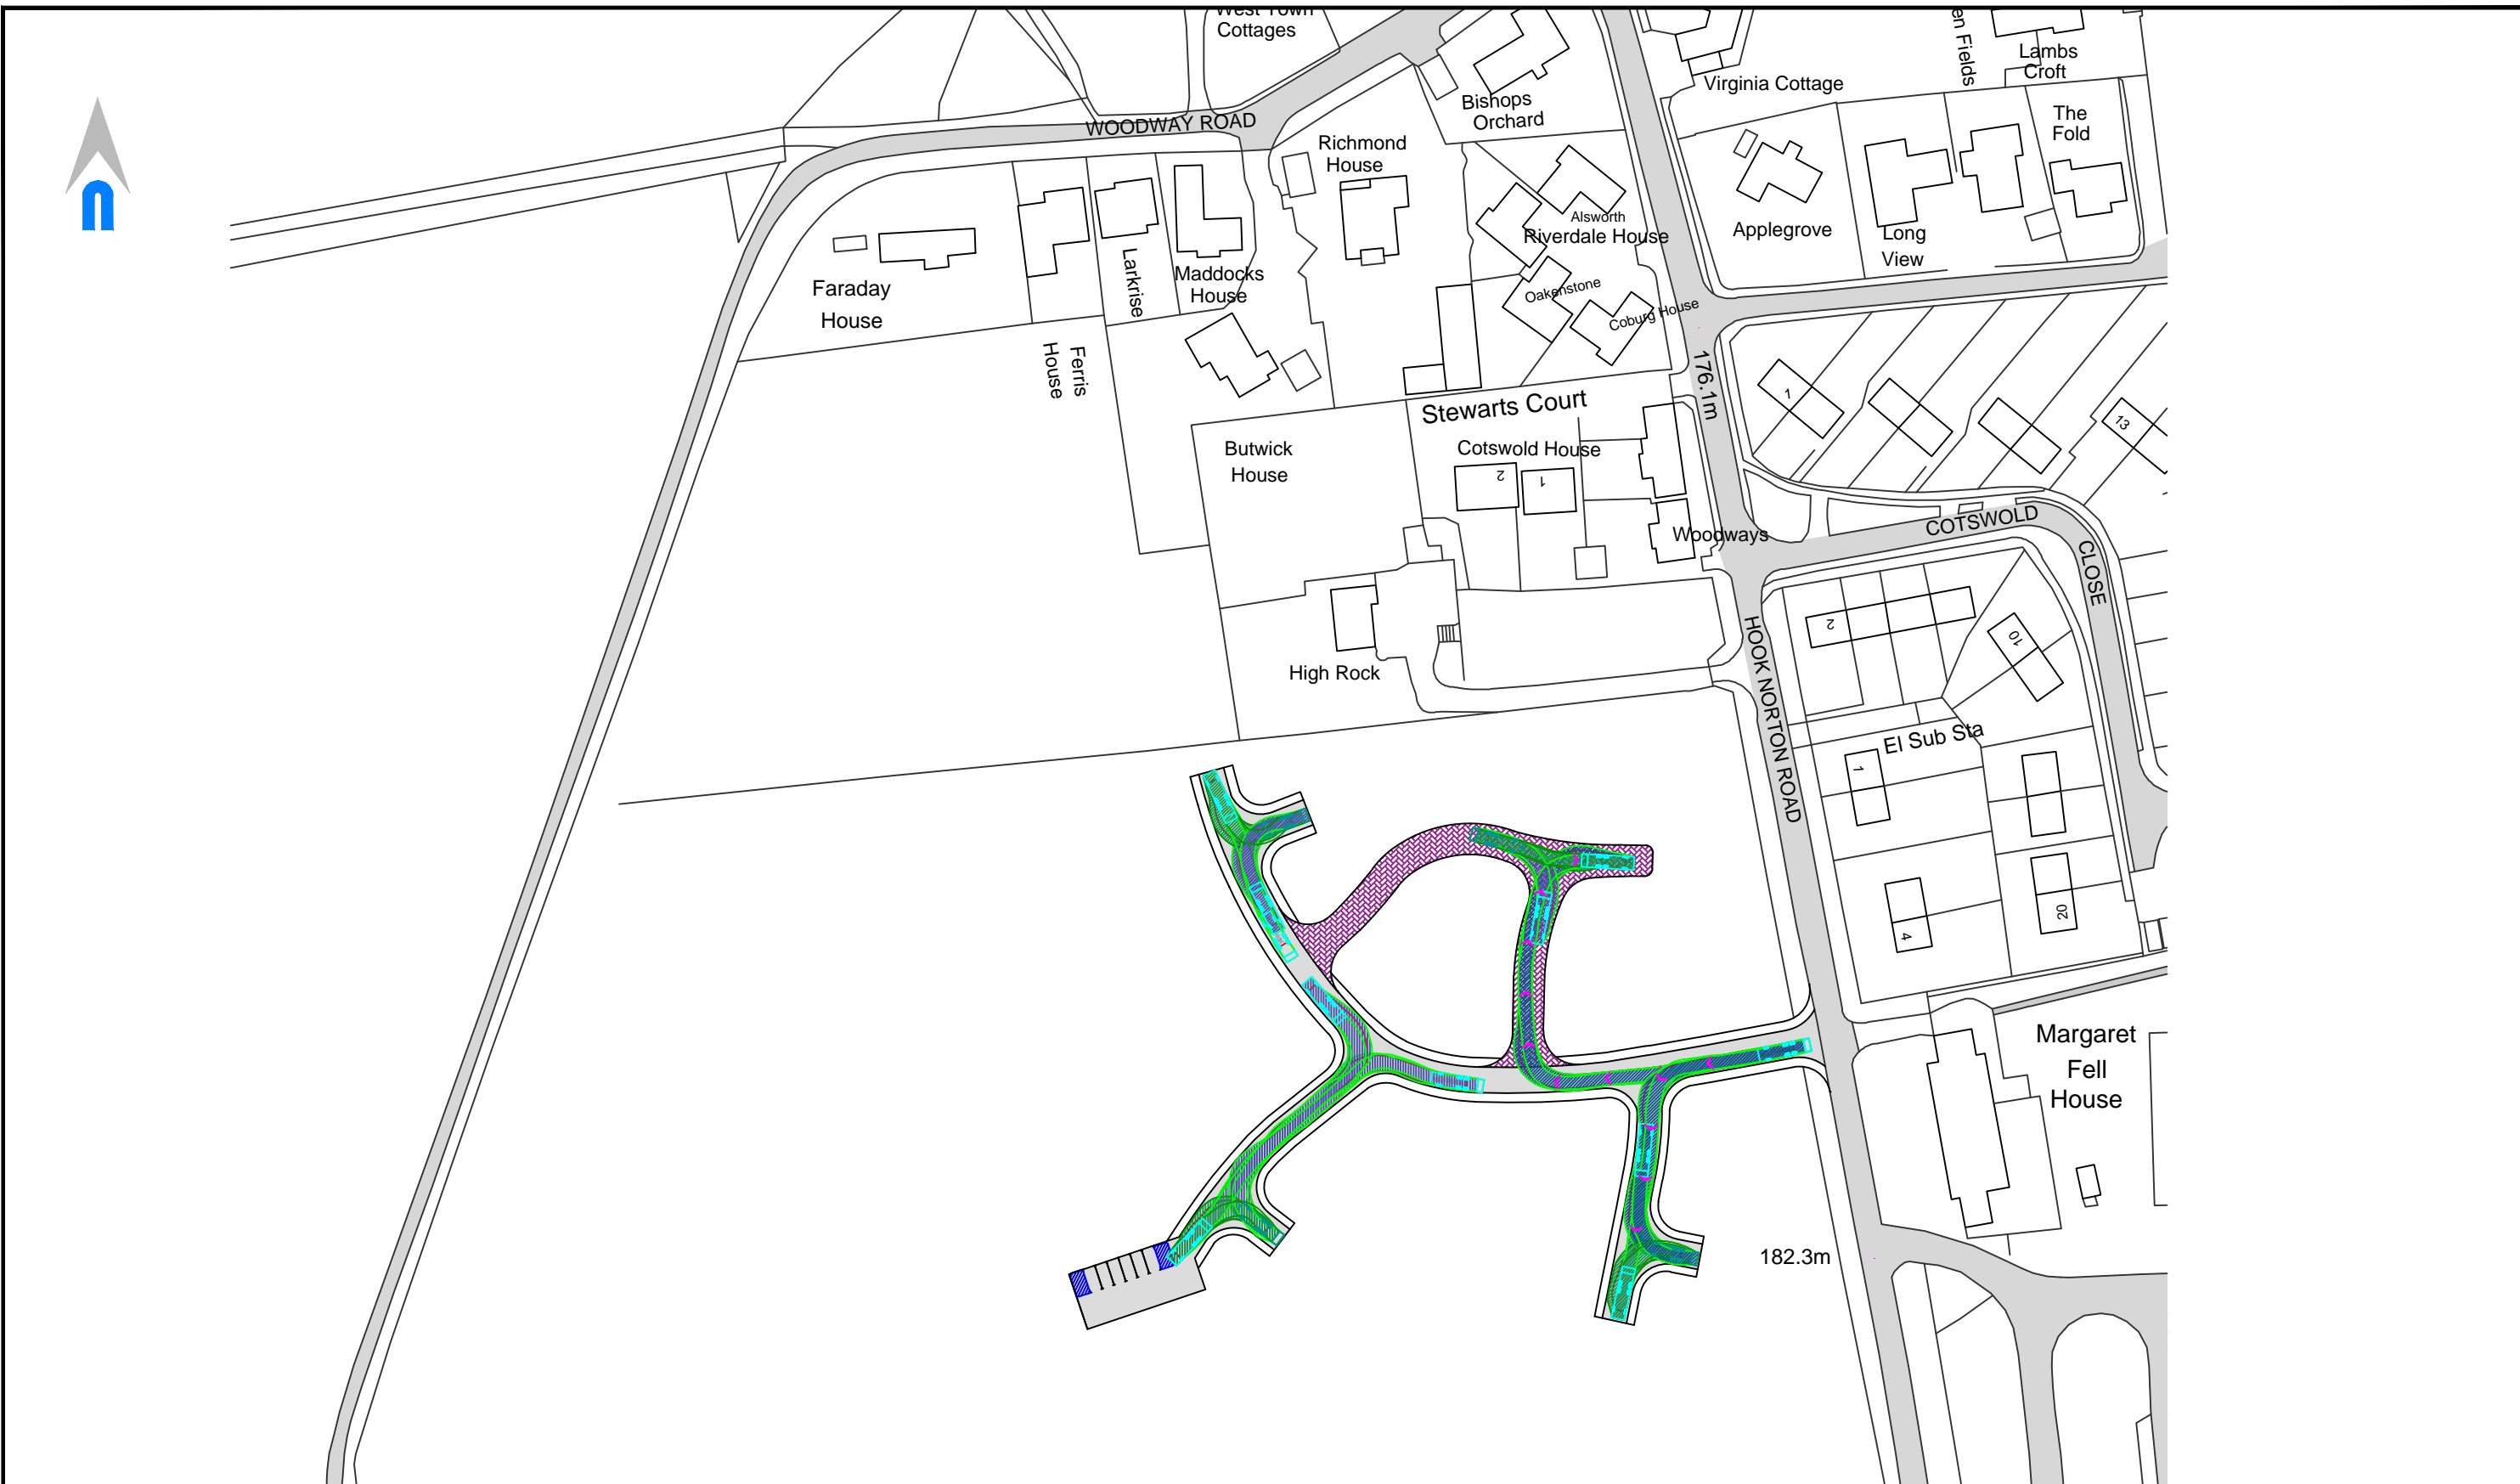 West Town
Cottages
WOODWAY ROAD
Bishops
Orchard
Richmond
House
Virginia Cottage
Lambs
Croft
en Fields
The
Fold
Alsworth
Riverdale House
Applegrove
Long
View
Oakenstone
Coburg House
Faraday
House
Larkrise
Maddocks
House
Ferris
House
176.1m
1
13
Stewarts Court
Cotswold House
2
1
Butwick
House
Woodways
COTSWOLD
CLOSE
High Rock
HOOK NORTON ROAD
2
10
El Sub Sta
1
4
20
Margaret
Fell
House
182.3m